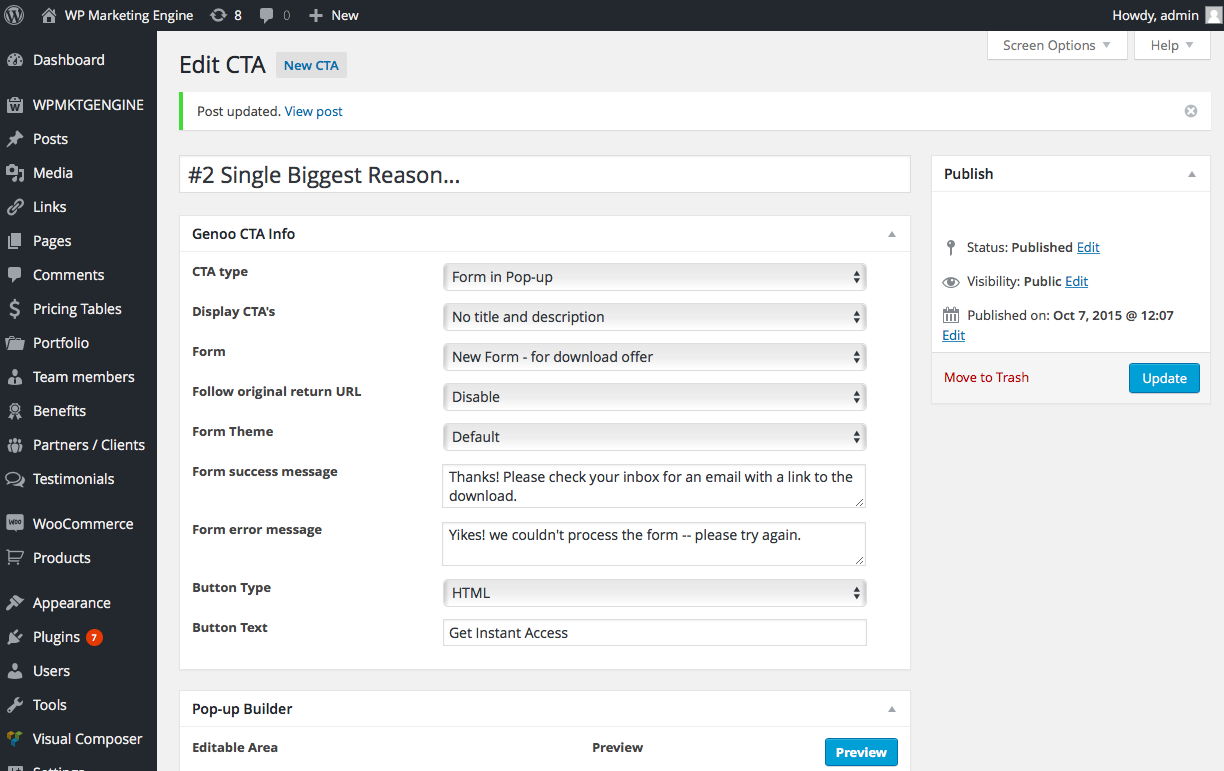 WP Marketing Engine 8 0 New Howdy, admin
Dashboard
WPMKTGENGINE
Posts
Media
Links
Pages
Comments
Pricing Tables
Portfolio
Team members
Benefits
Partners / Clients
Testimonials
WooCommerce
Products
Appearance
Plugins 7
Users
Tools
Visual Composer
Settings
Screen Options Help
Edit CTA New CTA
Post updated. View post
#2 Single Biggest Reason...
Genoo CTA Info
CTA type Form in Pop-up
Display CTA's No title and description
Form New Form - for download offer
Follow original return URL Disable
Form Theme Default
Form success message Thanks! Please check your inbox for an email with a link to the
download.
Form error message Yikes! we couldn't process the form -- please try again.
Button Type HTML
Button Text Get Instant Access
Pop-up Builder
Editable Area Preview Preview
Publish
Status: Published Edit
Visibility: Public Edit
Published on: Oct 7, 2015 @ 12:07
Edit
Move to Trash Update